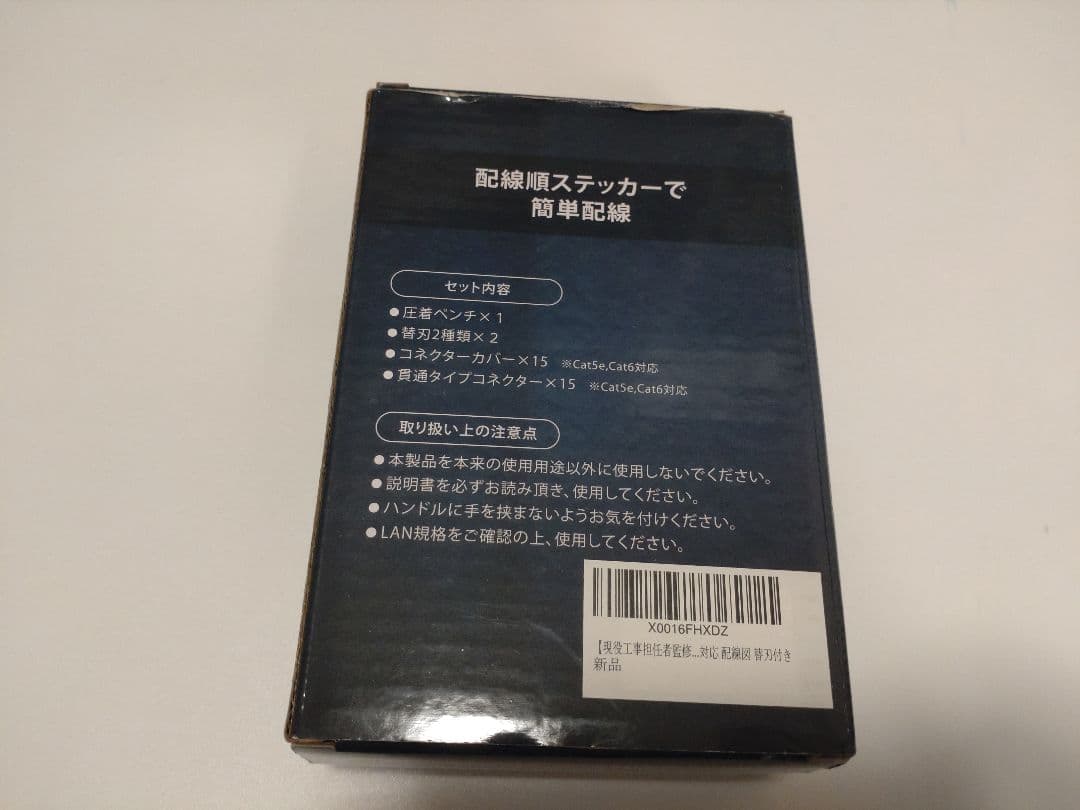 配線順ステッカーで
簡単配線
セット内容
●圧着ペンチ×1
●替刃2種類×2
●コネクターカバー×15 ※Cat5e,Cat6対応
●貫通タイプコネクター×15 ※Cat5e,Cat6対応
取り扱い上の注意点
●本製品を本来の使用用途以外に使用しないでください。
●説明書を必ずお読み頂き、使用してください。
●ハンドルに手を挟まないようお気を付けください。
●LAN規格をご確認の上、使用してください。
X0016FHXDZ
【現役工事担任者監修...対応 配線図 替刃付き
新品